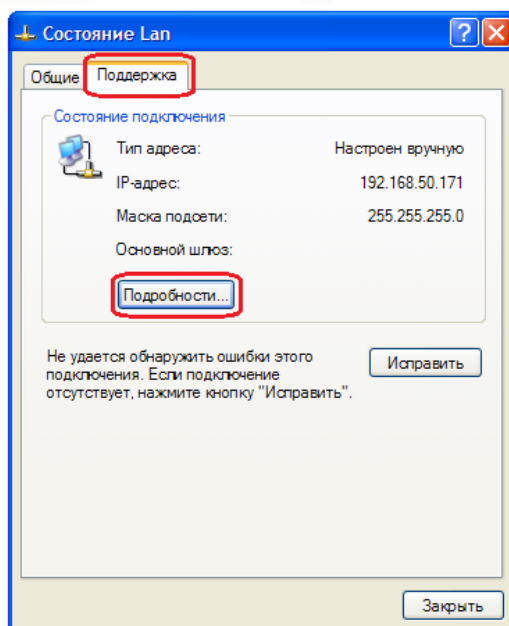 Состояние Lan
Общие Поддержка
Состояние подключения
Тип адреса: Настроен вручную
IP-адрес: 192.168.50.171
Маска подсети: 255.255.255.0
Основной шлюз:
Подробности...
Не удается обнаружить ошибки этого
подключения. Если подключение
отсутствует, нажмите кнопку "Исправить".
Исправить
Закрыть